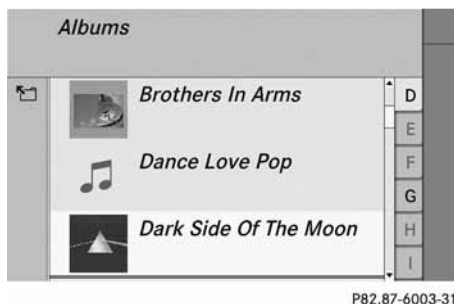 Albums
Brothers In Arms
Dance Love Pop
Dark Side Of The Moon
D
E
F
G
H
I
P82.87-6003-31